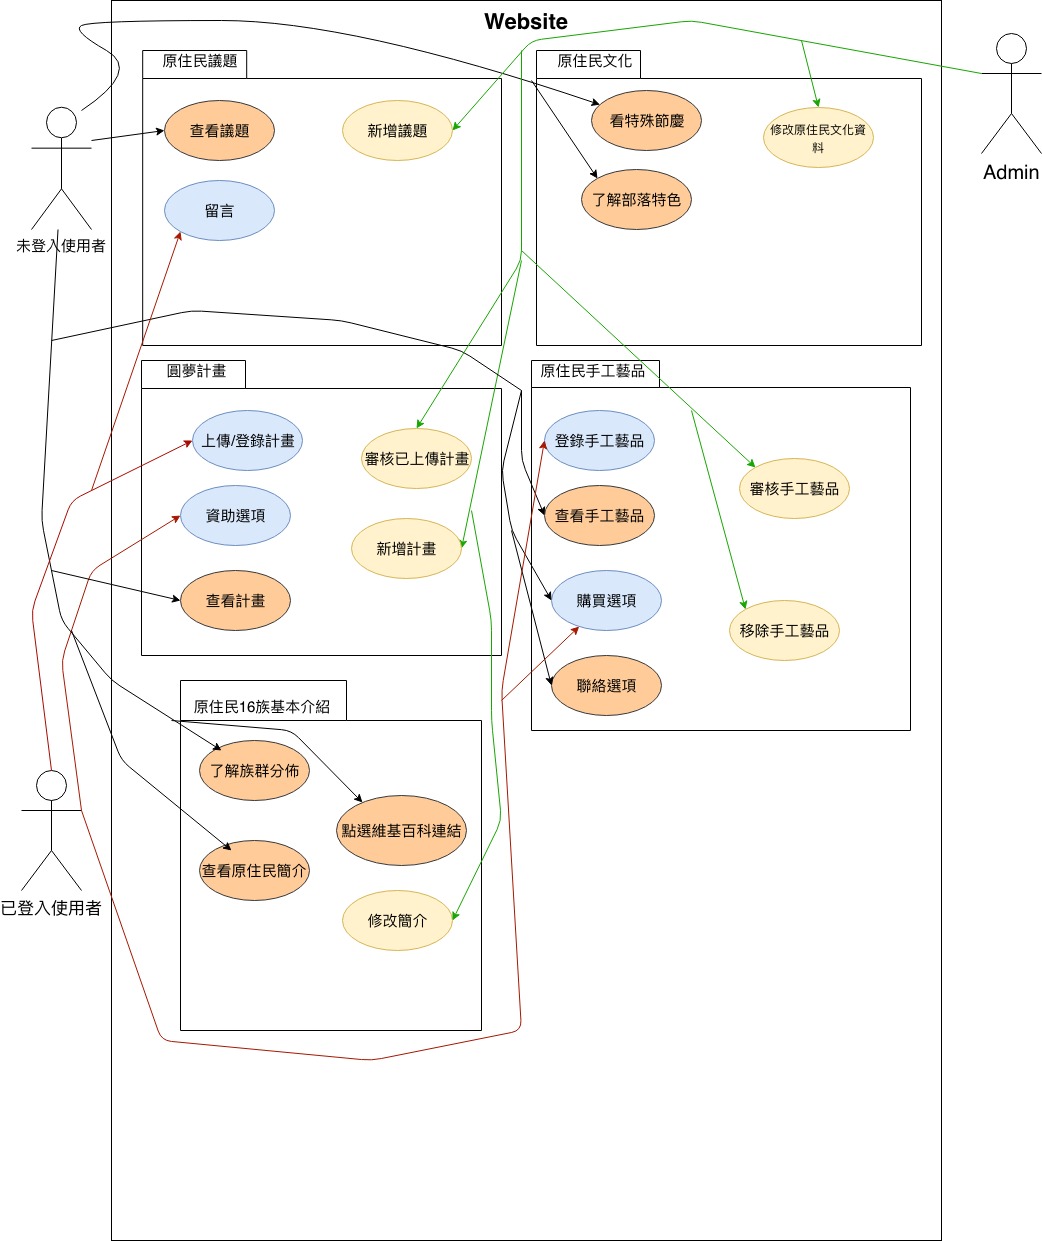 Website
原住民議題
查看議題
新增議題
留言
原住民文化
看特殊節慶
修改原住民文化資
料
了解部落特色
Admin
未登入使用者
圓夢計畫
上傳/登錄計畫
審核已上傳計畫
資助選項
新增計畫
查看計畫
原住民手工藝品
登錄手工藝品
審核手工藝品
查看手工藝品
購買選項
移除手工藝品
聯絡選項
原住民16族基本介紹
了解族群分佈
點選維基百科連結
查看原住民簡介
修改簡介
已登入使用者